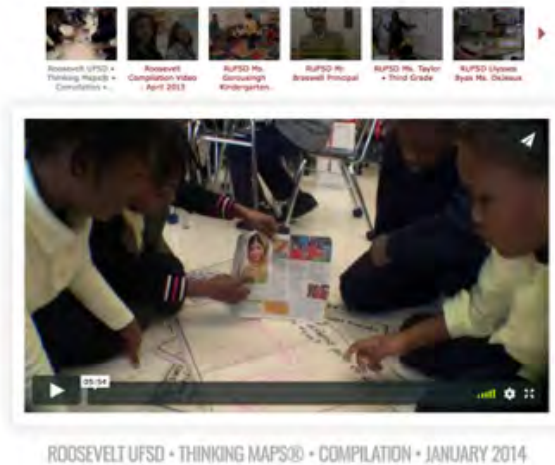 Roosevelt UFSD •
Thinking Maps® •
Compilation • ...
Roosevelt
Compilation Video
- April 2013
RUFSD Ms.
Kindergarten...
RUFSD Mr.
Braswell Principal
RUFSD Ms. Taylor
• Third Grade
RUFSD Ulysses
Byas Ms. DeJesus
05:54
ROOSEVELT UFSD • THINKING MAPS® • COMPILATION • JANUARY 2014